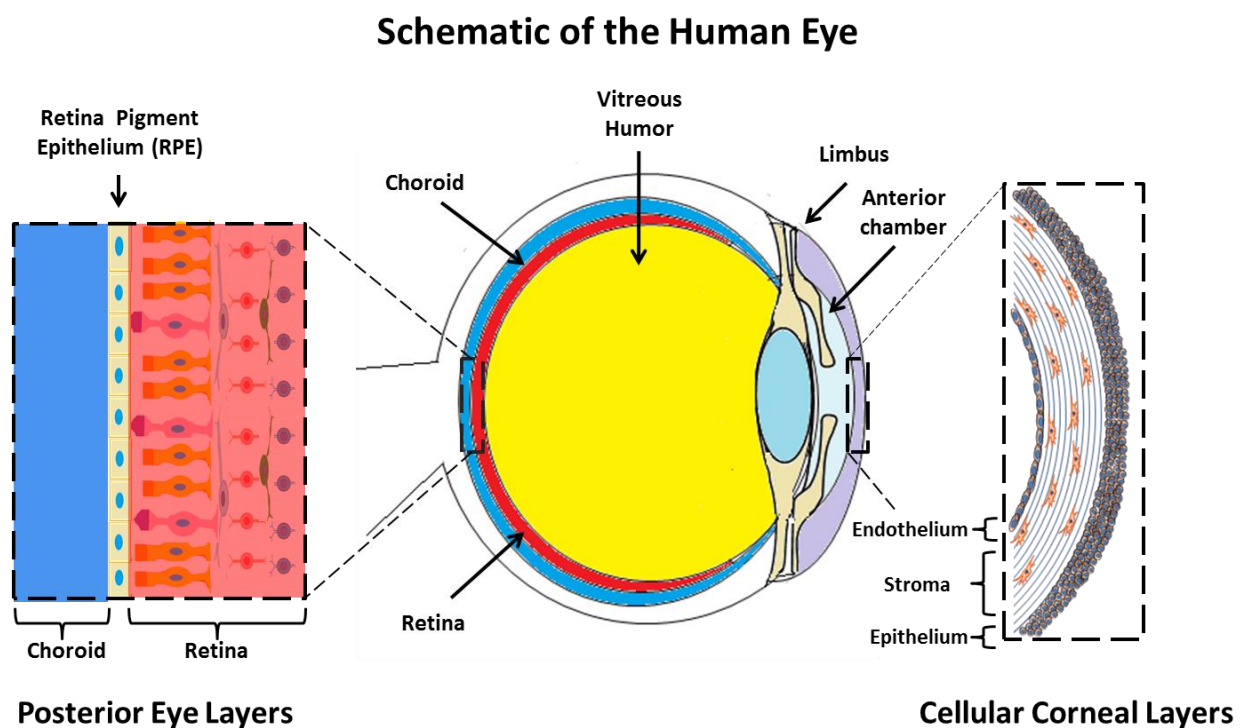 Schematic of the Human Eye
Retina Pigment
Epithelium (RPE)
Choroid
Vitreous
Humor
Limbus
Anterior
chamber
Endothelium
Stroma
Epithelium
Retina
Choroid
Retina
Posterior Eye Layers
Cellular Corneal Layers